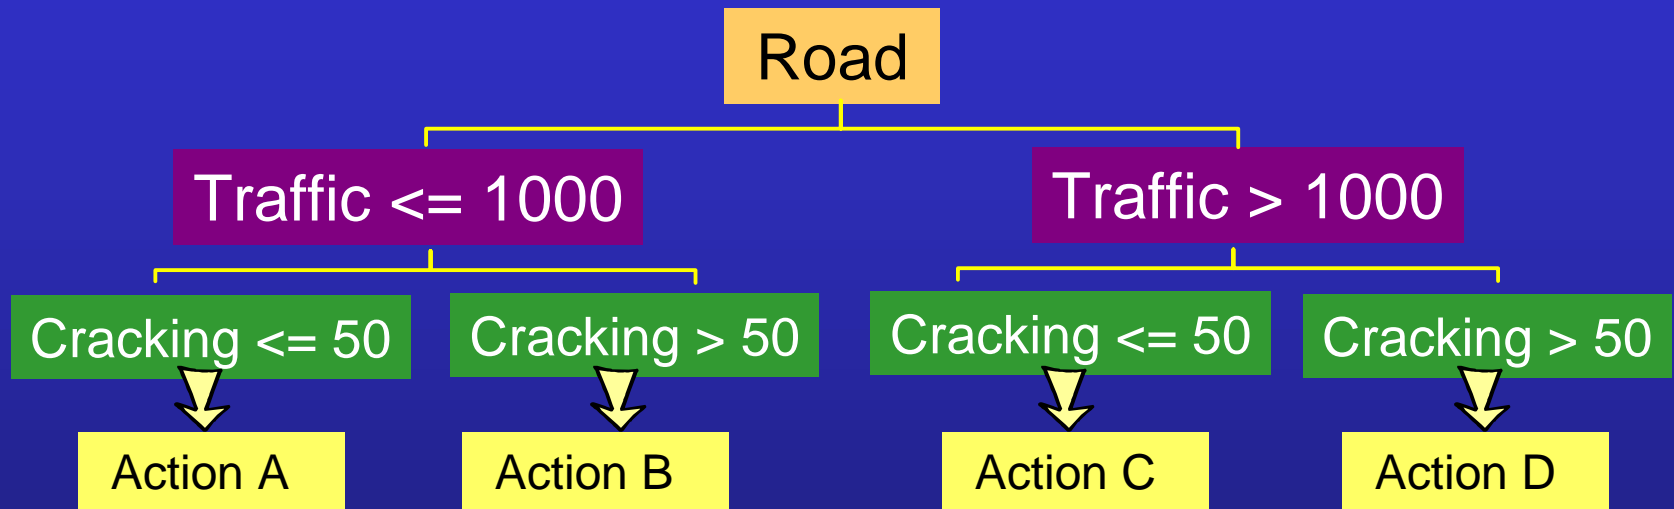 Road
Traffic <= 1000
Traffic > 1000
Cracking <= 50
Cracking > 50
Cracking <= 50
Cracking > 50
Action A
Action B
Action C
Action D